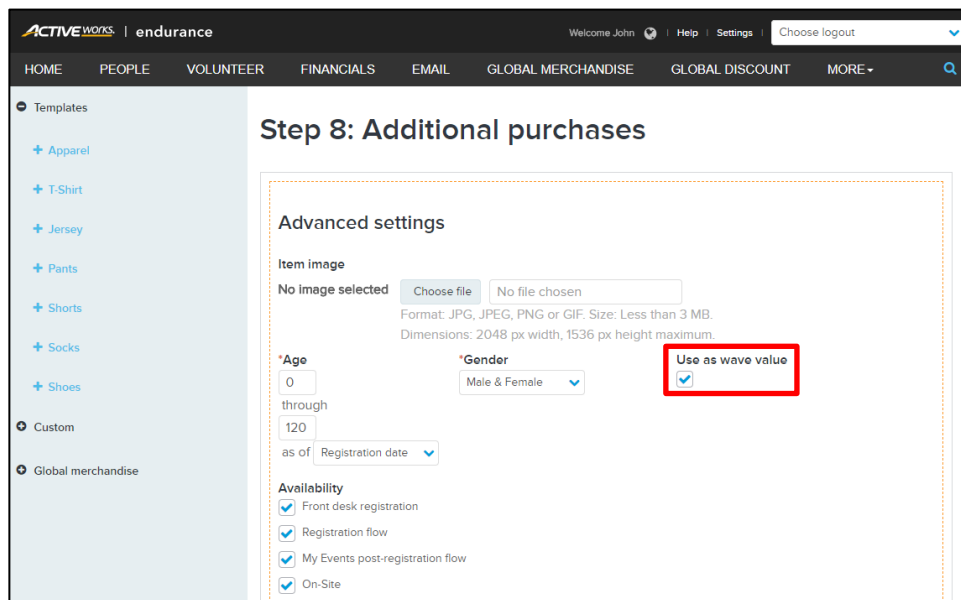 ACTIVEWORKS. | endurance
Welcome John | Help | Settings | Choose logout
HOME PEOPLE VOLUNTEER FINANCIALS EMAIL GLOBAL MERCHANDISE GLOBAL DISCOUNT MORE
Templates
+ Apparel
+ T-Shirt
+ Jersey
+ Pants
+ Shorts
+ Socks
+ Shoes
Custom
Global merchandise
Step 8: Additional purchases
Advanced settings
Item image
No image selected Choose file No file chosen
Format: JPG, JPEG, PNG or GIF. Size: Less than 3 MB.
Dimensions: 2048 px width, 1536 px height maximum.
*Age *Gender Use as wave value
0 Male & Female
through
120
as of Registration date
Availability
Front desk registration
Registration flow
My Events post-registration flow
On-Site